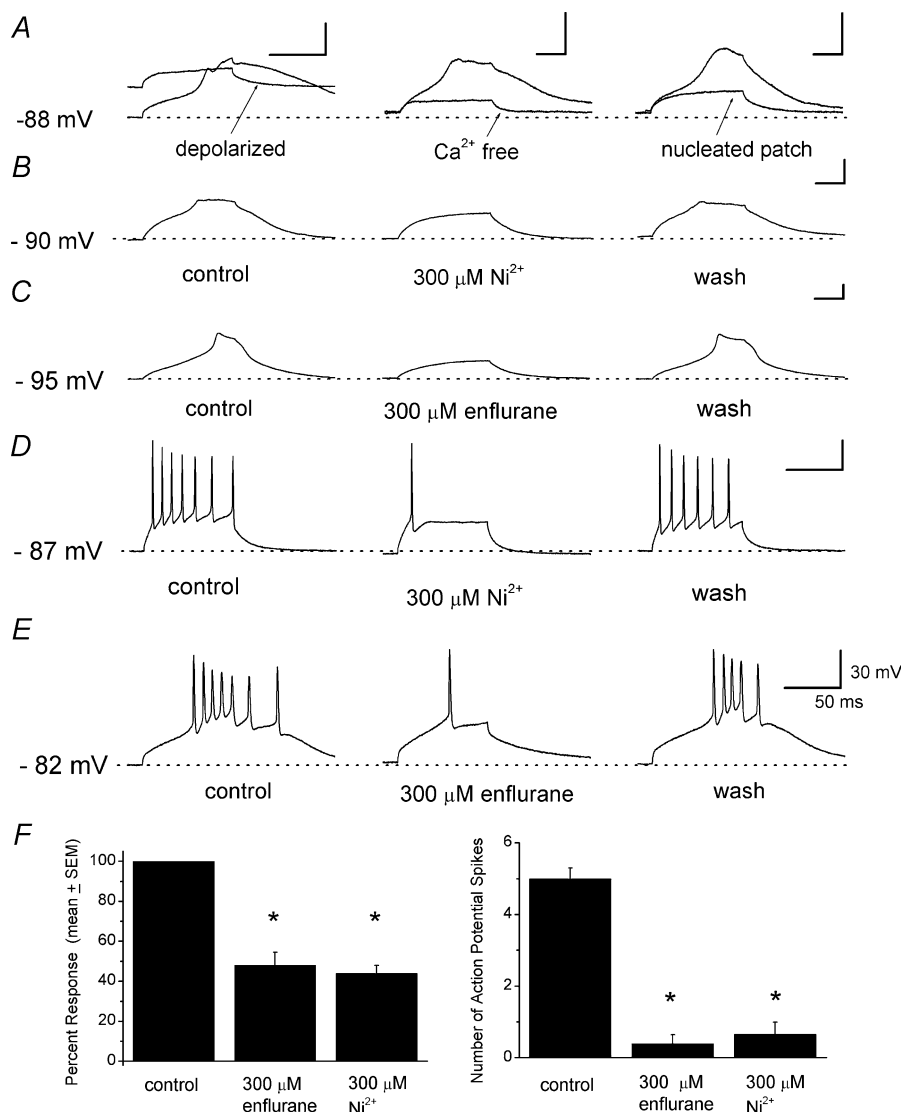 A
-88 mV
depolarized
Ca2+ free
nucleated patch
B
- 90 mV
control
300 μM Ni2+
wash
C
- 95 mV
control
300 μM enflurane
wash
D
- 87 mV
control
300 μM Ni2+
wash
E
30 mV
50 ms
- 82 mV
control
300 μM enflurane
wash
F
Percent Response (mean ± SEM)
100
80
60
40
20
0
control
300 μM
enflurane
300 μM
Ni2+
*
*
Number of Action Potential Spikes
6
4
2
0
control
300 μM
enflurane
300 μM
Ni2+
*
*